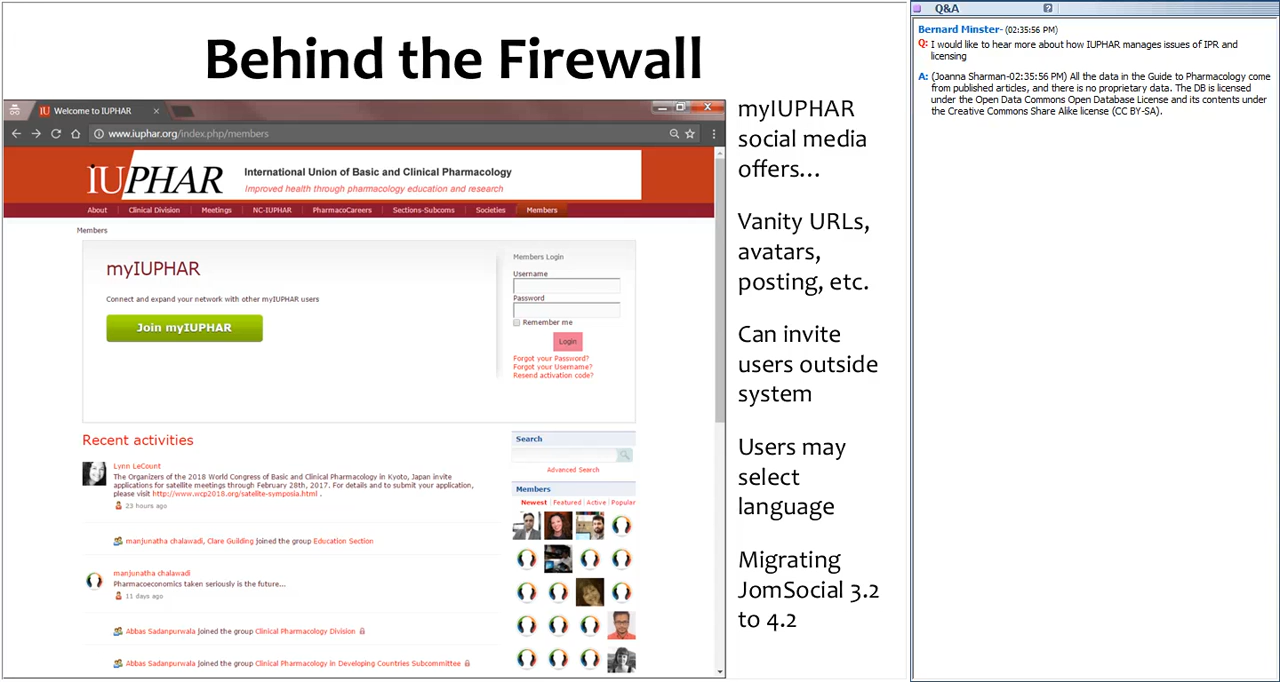 Behind the Firewall
Welcome to IUPHAR
www.iuphar.org/index.php/members
IUPHAR
International Union of Basic and Clinical Pharmacology
Improved health through pharmacology education and research
About
Clinical Division
Meetings
NC-IUPHAR
PharmacoCareers
Sections-Subcoms
Societies
Members
Members
myIUPHAR
Connect and expand your network with other myIUPHAR users
Join myIUPHAR
Members Login
Username
Password
Remember me
Login
Forgot your Password?
Forgot your Username?
Resend activation code?
Recent activities
Lynn LeCount
The Organizers of the 2018 World Congress of Basic and Clinical Pharmacology in Kyoto, Japan invite
applications for satellite meetings through February 28th, 2017. For details and to submit your application,
please visit http://www.wcp2018.org/satelite-symposia.html .
23 hours ago
manjunatha chalawadi, Clare Guilding joined the group Education Section
manjunatha chalawadi
Pharmacoeconomics taken seriously is the future...
11 days ago
Abbas Sadanpurwala joined the group Clinical Pharmacology Division
Abbas Sadanpurwala joined the group Clinical Pharmacology in Developing Countries Subcommittee
Search
Advanced Search
Members
Newest Featured Active Popular
myIUPHAR
social media
offers...
Vanity URLs,
avatars,
posting, etc.
Can invite
users outside
system
Users may
select
language
Migrating
JomSocial 3.2
to 4.2
Q&A
Bernard Minster- (02:35:56 PM)
Q: I would like to hear more about how IUPHAR manages issues of IPR and
licensing
A: (Joanna Sharman-02:35:56 PM) All the data in the Guide to Pharmacology come
from published articles, and there is no proprietary data. The DB is licensed
under the Open Data Commons Open Database License and its contents under
the Creative Commons Share Alike license (CC BY-SA).